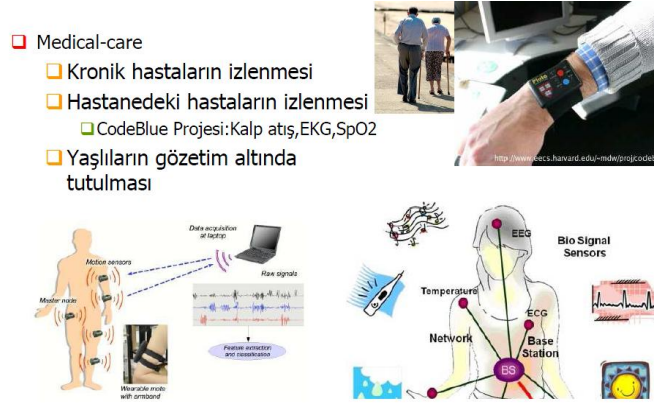 Medical-care
Kronik hastaların izlenmesi
Hastanedeki hastaların izlenmesi
CodeBlue Projesi:Kalp atış,EKG,SpO2
Yaşlıların gözetim altında
tutulması
http://www.eecs.harvard.edu/~mdw/proj/codeb
Data acquisition
at laptop
Motion sensors
Raw signals
Master node
Feature extraction
and classification
Wearable mote
with armband
EEG
Bio Signal
Sensors
Temperature
ECG
Network
Base
Station
BS